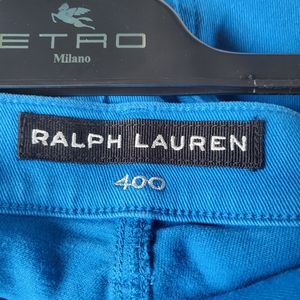 ETRO
Milano
RALPH LAUREN
400